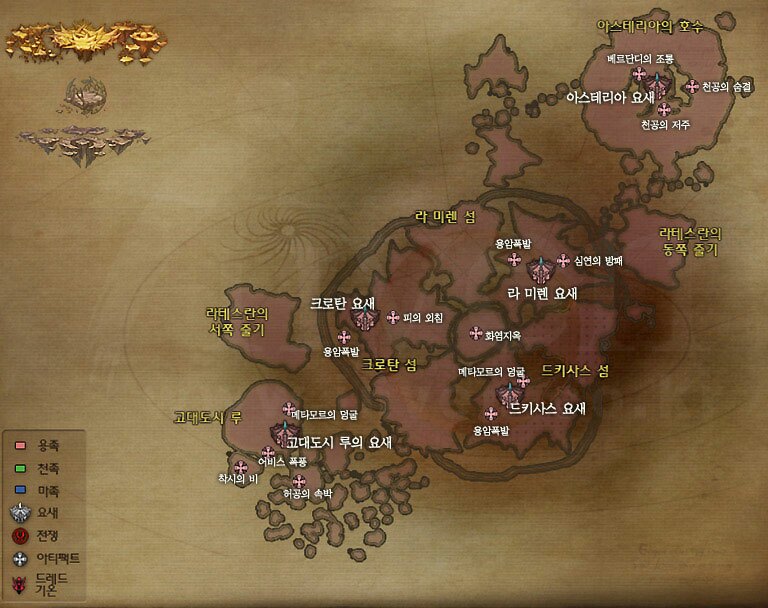 아스테리아의 호수
베르단디의 조롱
천공의 숨결
아스테리아 요새
천공의 저주
라 미렌 섬
라테스란의
동쪽 줄기
용암폭발
심연의 방패
라 미렌 요새
라테스란의
서쪽 줄기
크로탄 요새
피의 외침
용암폭발
화염지옥
크로탄 섬
메타모르의 덩굴
드키사스 섬
드키사스 요새
용암폭발
고대도시 루
메타모르의 덩굴
고대도시 루의 요새
어비스 폭풍
착시의 비
허공의 속박
용족
천족
마족
요새
전쟁
아티팩트
드레드
기온